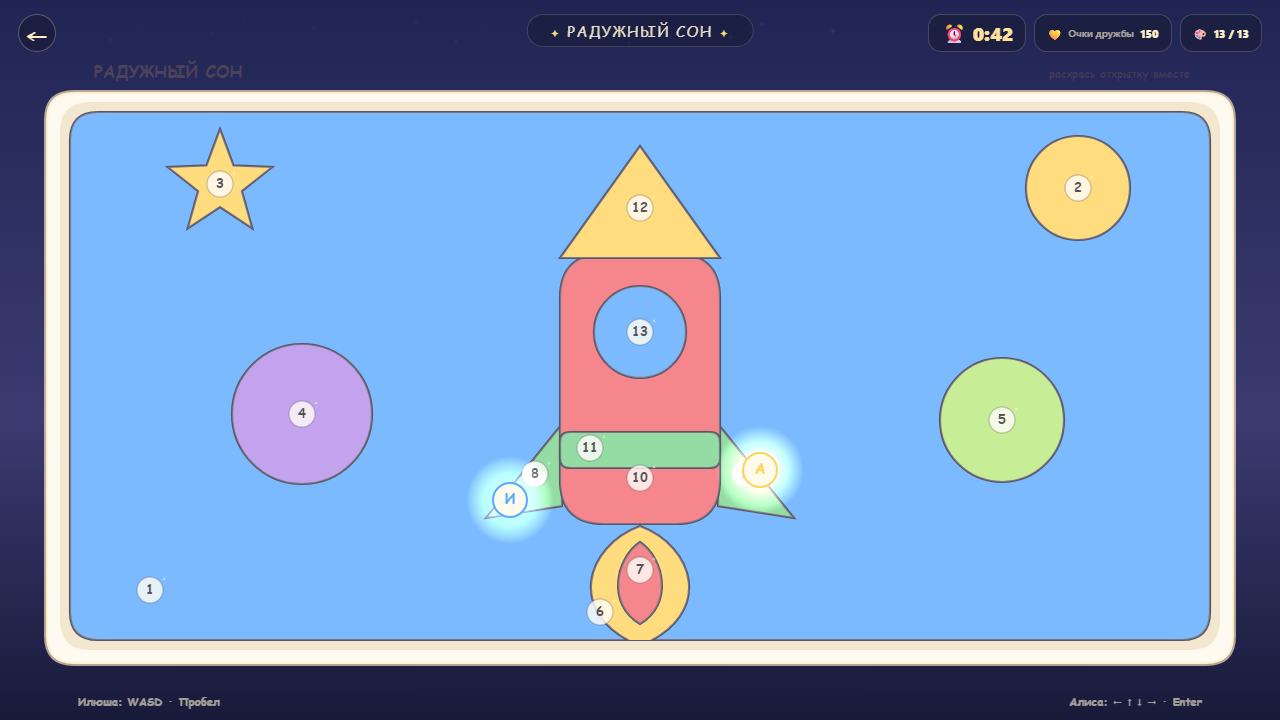 ←
✦ РАДУЖНЫЙ СОН ✦
0:42
Очки дружбы 150
13 / 13
РАДУЖНЫЙ СОН
раскрась открытку вместе
3
2
12
13
4
5
11
А
8
10
И
7
1
6
Илюша: WASD · Пробел
Алиса: ← ↑ ↓ → · Enter